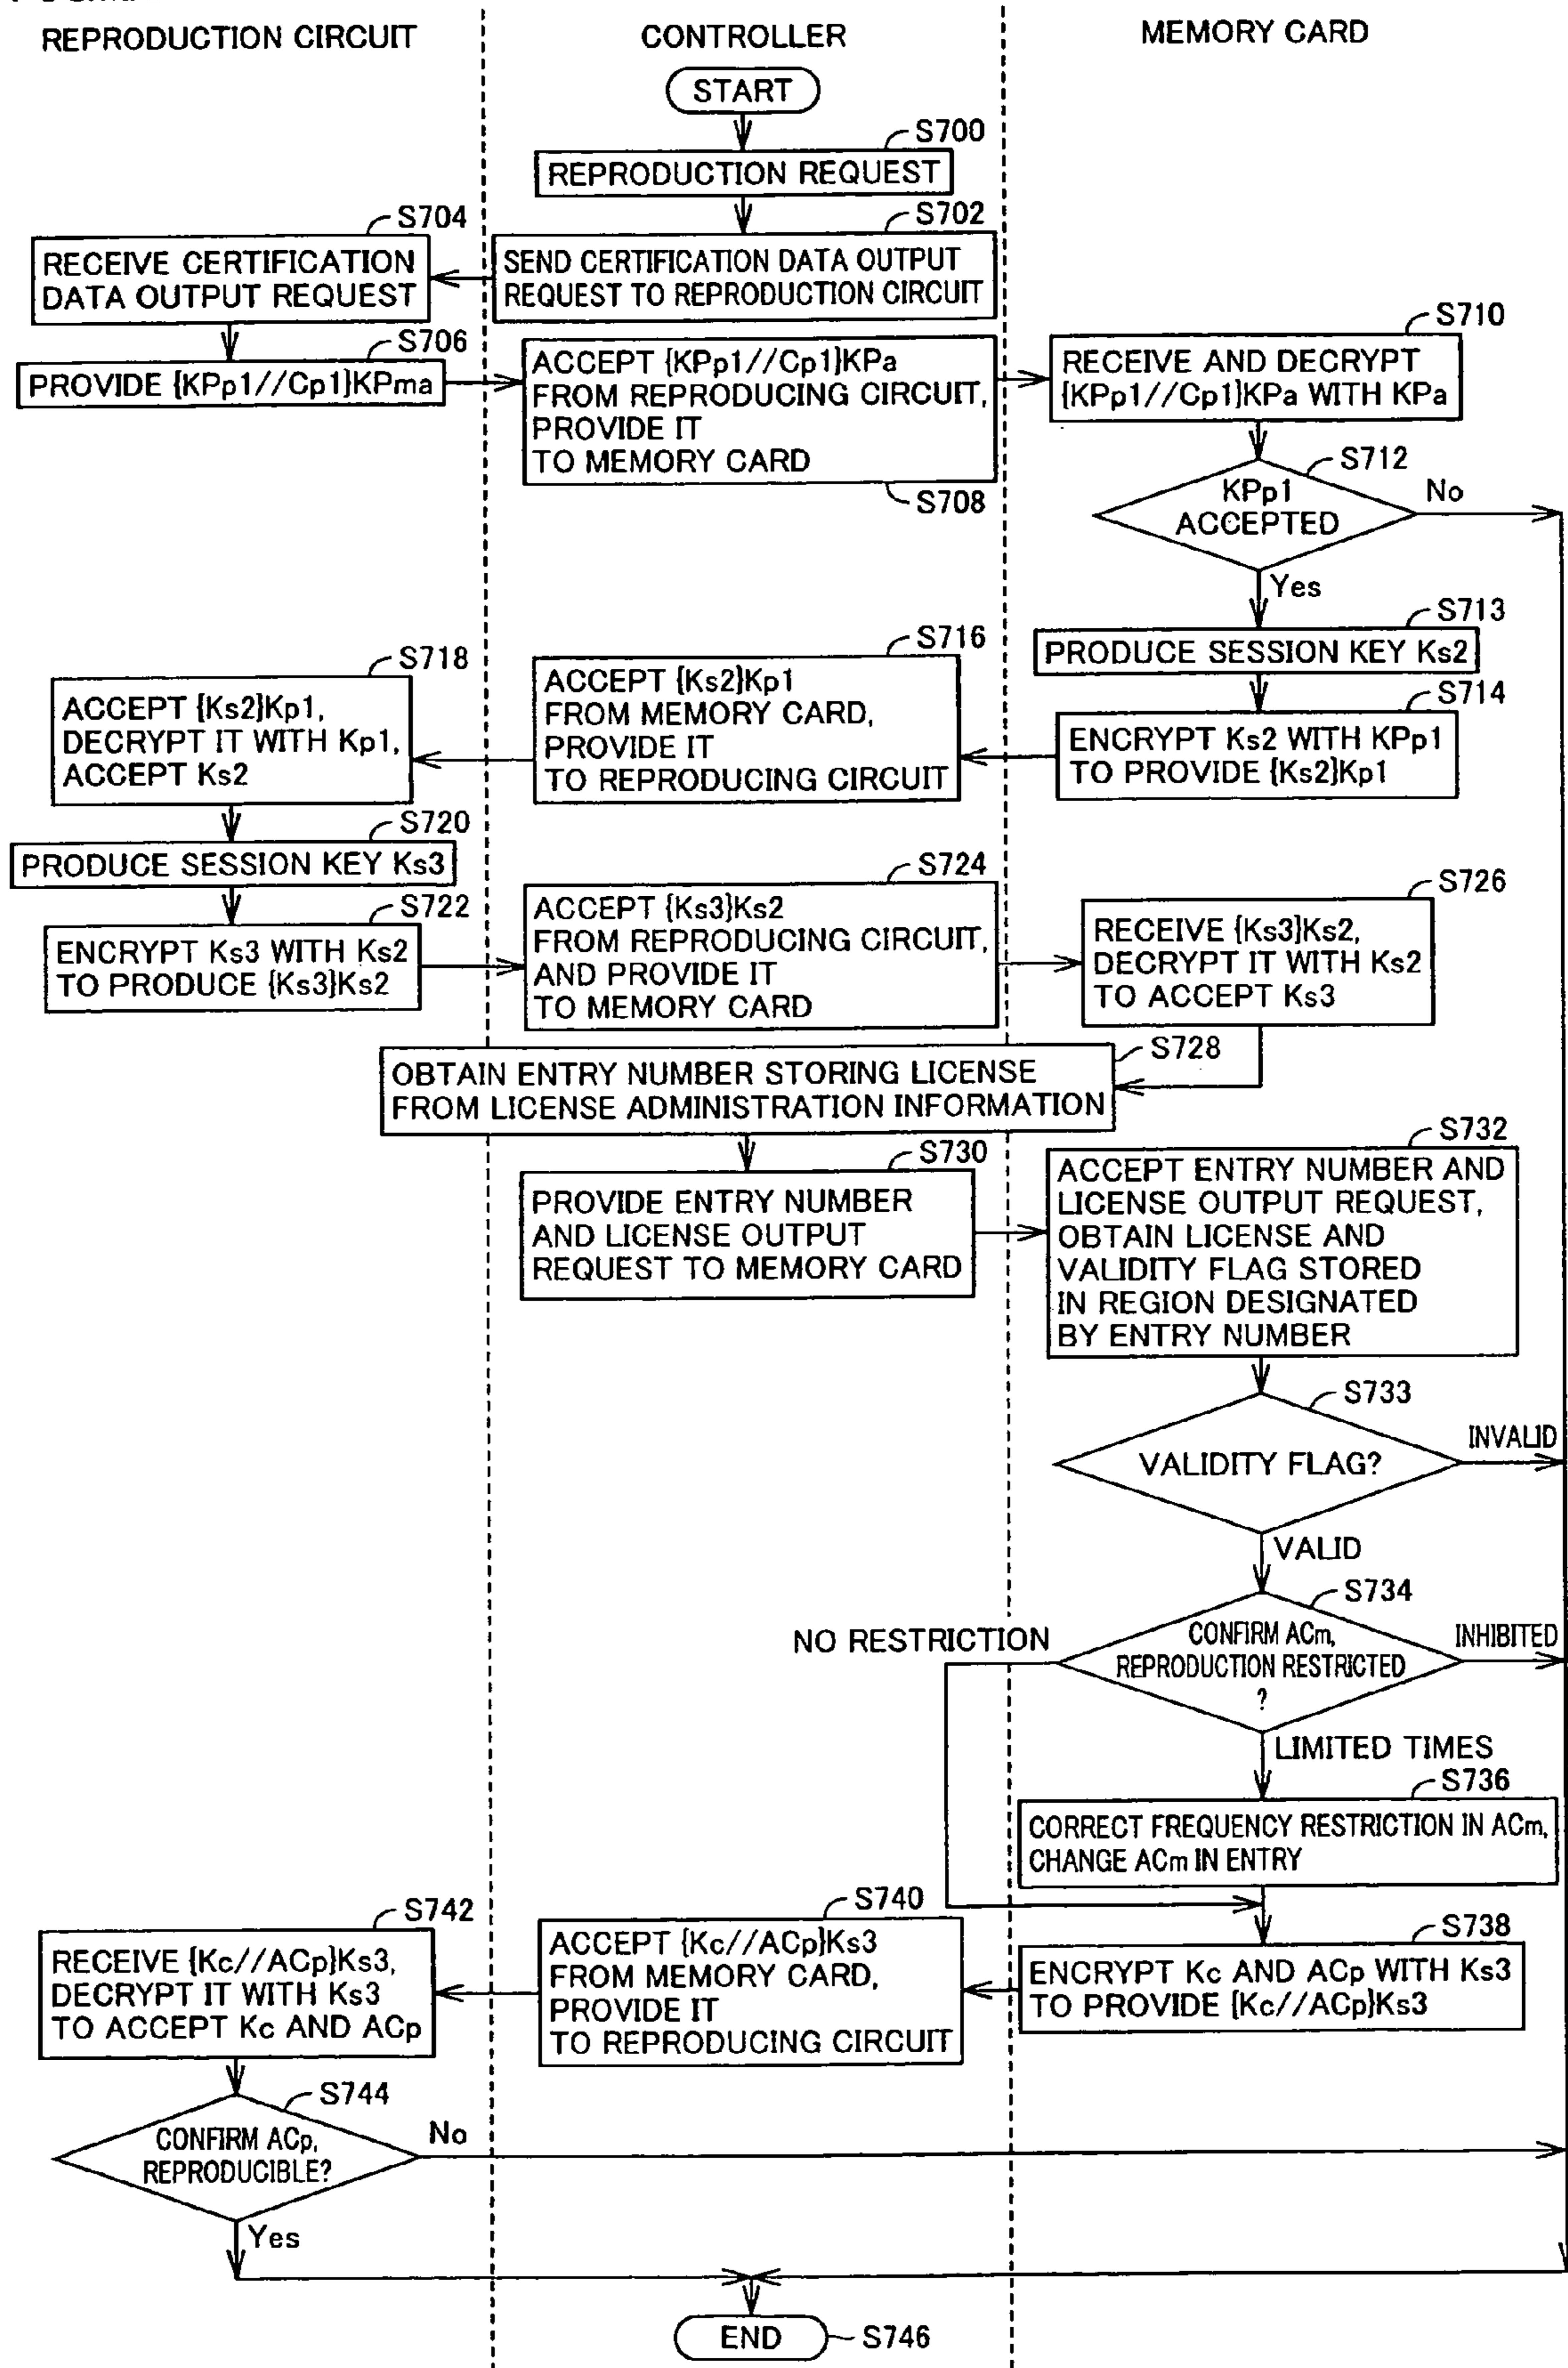 REPRODUCTION CIRCUIT
CONTROLLER
MEMORY CARD
START
S700
REPRODUCTION REQUEST
S702
SEND CERTIFICATION DATA OUTPUT
REQUEST TO REPRODUCTION CIRCUIT
S704
RECEIVE CERTIFICATION
DATA OUTPUT REQUEST
S706
PROVIDE {KPp1//Cp1}KPma
ACCEPT {KPp1//Cp1}KPa
FROM REPRODUCING CIRCUIT,
PROVIDE IT
TO MEMORY CARD
S708
S710
RECEIVE AND DECRYPT
{KPp1//Cp1}KPa WITH KPa
S712
KPp1
ACCEPTED
No
Yes
S713
PRODUCE SESSION KEY Ks2
S714
ENCRYPT Ks2 WITH KPp1
TO PROVIDE {Ks2}Kp1
S716
ACCEPT {Ks2}Kp1
FROM MEMORY CARD,
PROVIDE IT
TO REPRODUCING CIRCUIT
S718
ACCEPT {Ks2}Kp1,
DECRYPT IT WITH Kp1,
ACCEPT Ks2
S720
PRODUCE SESSION KEY Ks3
S722
ENCRYPT Ks3 WITH Ks2
TO PRODUCE {Ks3}Ks2
S724
ACCEPT {Ks3}Ks2
FROM REPRODUCING CIRCUIT,
AND PROVIDE IT
TO MEMORY CARD
S726
RECEIVE {Ks3}Ks2,
DECRYPT IT WITH Ks2
TO ACCEPT Ks3
S728
OBTAIN ENTRY NUMBER STORING LICENSE
FROM LICENSE ADMINISTRATION INFORMATION
S730
PROVIDE ENTRY NUMBER
AND LICENSE OUTPUT
REQUEST TO MEMORY CARD
S732
ACCEPT ENTRY NUMBER AND
LICENSE OUTPUT REQUEST,
OBTAIN LICENSE AND
VALIDITY FLAG STORED
IN REGION DESIGNATED
BY ENTRY NUMBER
S733
VALIDITY FLAG?
INVALID
VALID
S734
CONFIRM ACm,
REPRODUCTION RESTRICTED
?
NO RESTRICTION
INHIBITED
LIMITED TIMES
S736
CORRECT FREQUENCY RESTRICTION IN ACm,
CHANGE ACm IN ENTRY
S738
ENCRYPT Kc AND ACp WITH Ks3
TO PROVIDE {Kc//ACp}Ks3
S740
ACCEPT {Kc//ACp}Ks3
FROM MEMORY CARD,
PROVIDE IT
TO REPRODUCING CIRCUIT
S742
RECEIVE {Kc//ACp}Ks3,
DECRYPT IT WITH Ks3
TO ACCEPT Kc AND ACp
S744
CONFIRM ACp,
REPRODUCIBLE?
No
Yes
END
S746